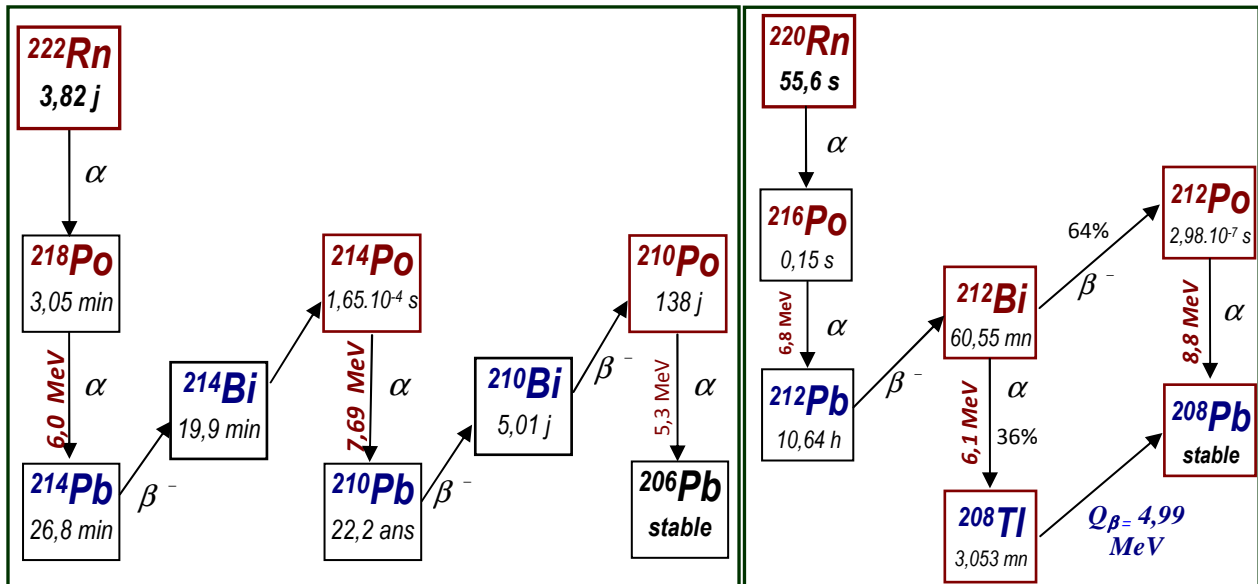 ²²²Rn
3,82 j
α
²¹⁸Po
3,05 min
6,0 MeV
α
²¹⁴Pb
26,8 min
β⁻
²¹⁴Bi
19,9 min
²¹⁴Po
1,65.10⁻⁴ s
7,69 MeV
α
²¹⁰Pb
22,2 ans
β⁻
²¹⁰Bi
5,01 j
β⁻
²¹⁰Po
138 j
5,3 MeV
α
²⁰⁶Pb
stable
²²⁰Rn
55,6 s
α
²¹⁶Po
0,15 s
6,8 MeV
α
²¹²Pb
10,64 h
β⁻
²¹²Bi
60,55 mn
64%
β⁻
²¹²Po
2,98.10⁻⁷ s
8,8 MeV
α
²⁰⁸Pb
stable
6,1 MeV
α
36%
²⁰⁸Tl
3,053 mn
Qβ= 4,99
MeV